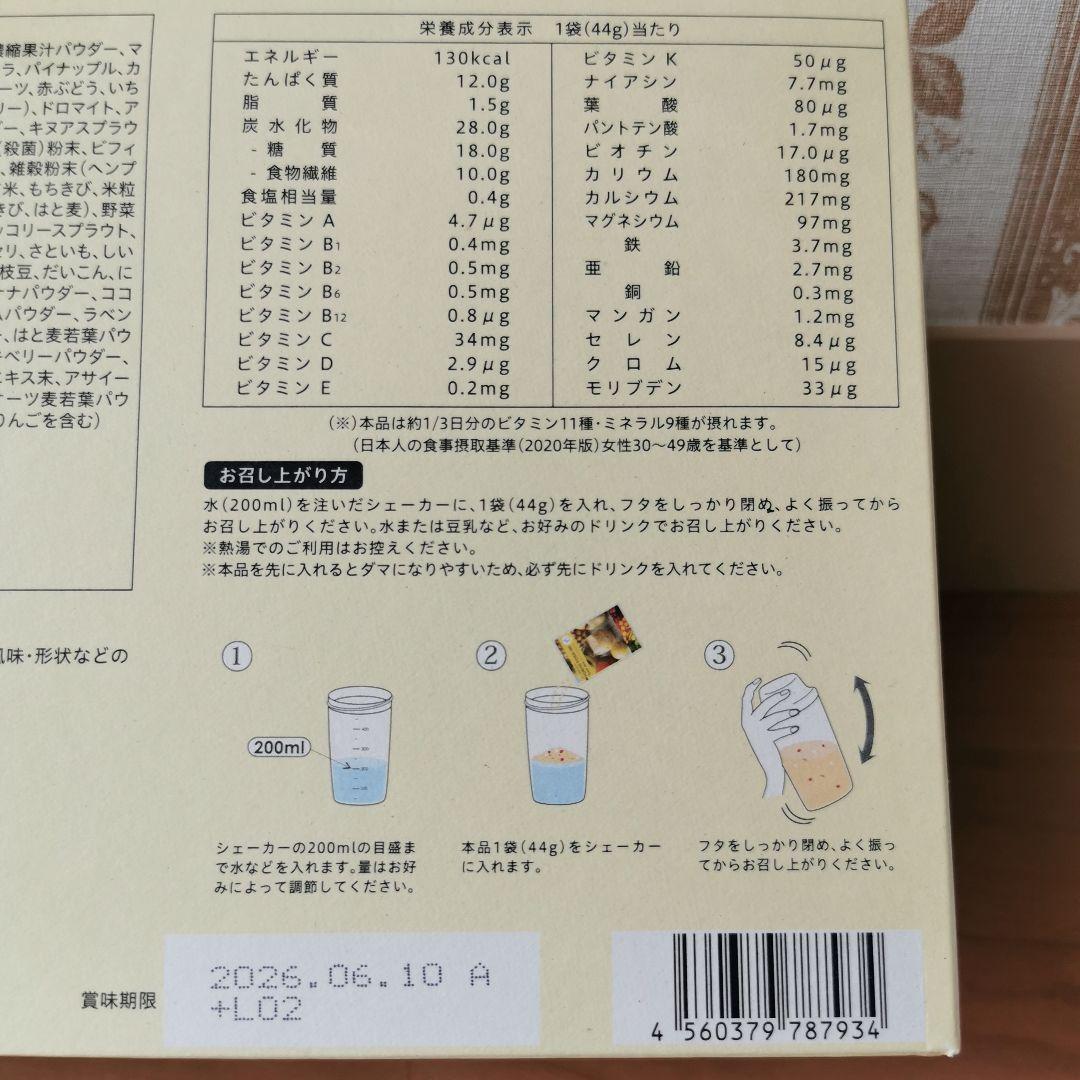 濃縮果汁パウダー、マ
ラ、パイナップル、カ
ーツ、赤ぶどう、いち
リー)、ドロマイト、ア
ダー、キヌアスプラウ
(殺菌)粉末、ビフィ
、雑穀粉末(ヘンプ
米、もちきび、米粒
きび、はと麦)、野菜
ッコリースプラウト、
セリ、さといも、しい
枝豆、だいこん、に
ナナパウダー、ココ
ムパウダー、ラベン
ー、はと麦若葉パウ
ベリーパウダー、
エキス末、アサイー
オーツ麦若葉パウ
りんごを含む)
風味・形状などの
栄養成分表示 1袋(44g)当たり
エネルギー 130kcal
たんぱく質 12.0g
脂質 1.5g
炭水化物 28.0g
- 糖質 18.0g
- 食物繊維 10.0g
食塩相当量 0.4g
ビタミン A 4.7μg
ビタミン B1 0.4mg
ビタミン B2 0.5mg
ビタミン B6 0.5mg
ビタミン B12 0.8μg
ビタミン C 34mg
ビタミン D 2.9μg
ビタミン E 0.2mg
ビタミン K 50μg
ナイアシン 7.7mg
葉酸 80μg
パントテン酸 1.7mg
ビオチン 17.0μg
カリウム 180mg
カルシウム 217mg
マグネシウム 97mg
鉄 3.7mg
亜鉛 2.7mg
銅 0.3mg
マンガン 1.2mg
セレン 8.4μg
クロム 15μg
モリブデン 33μg
(※)本品は約1/3日分のビタミン11種・ミネラル9種が摂れます。
(日本人の食事摂取基準(2020年版)女性30〜49歳を基準として)
お召し上がり方
水(200ml)を注いだシェーカーに、1袋(44g)を入れ、フタをしっかり閉め、よく振ってから
お召し上がりください。水または豆乳など、お好みのドリンクでお召し上がりください。
※熱湯でのご利用はお控えください。
※本品を先に入れるとダマになりやすいため、必ず先にドリンクを入れてください。
①
200ml
シェーカーの200mlの目盛ま
で水などを入れます。量はお好
みによって調節してください。
②
本品1袋(44g)をシェーカー
に入れます。
③
フタをしっかり閉め、よく振っ
てからお召し上がりください。
賞味期限
2026.06.10 A
+L02
4 560379 787934